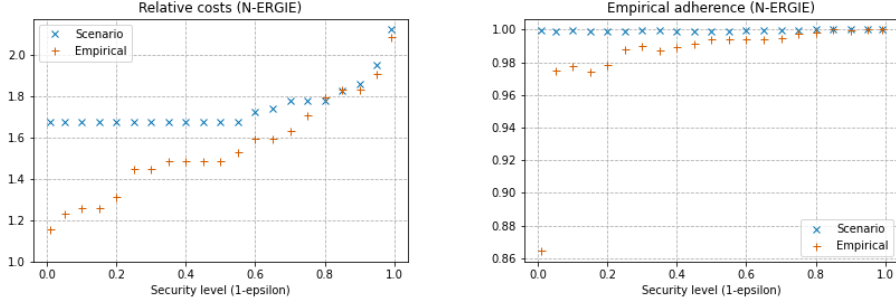 Relative costs (N-ERGIE)
Scenario
Empirical
2.0
1.8
1.6
1.4
1.2
1.0
0.0 0.2 0.4 0.6 0.8 1.0
Security level (1-epsilon)
Empirical adherence (N-ERGIE)
1.00
0.98
0.96
0.94
0.92
0.90
0.88
0.86
Scenario
Empirical
0.0 0.2 0.4 0.6 0.8 1.0
Security level (1-epsilon)